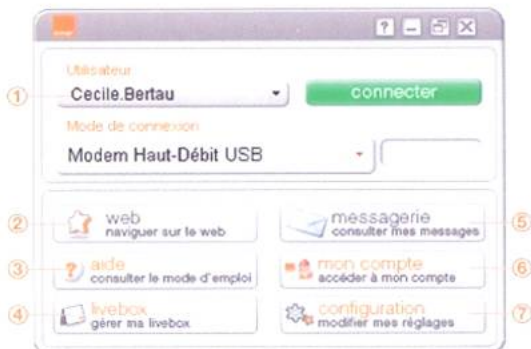 ?
Utilisateur
① Cecile.Bertau connecter
Mode de connexion
Modem Haut-Débit USB
② web
naviguer sur le web
messagerie ⑤
consulter mes messages
③ aide
consulter le mode d'emploi
mon compte ⑥
accéder à mon compte
④ livebox
gérer ma livebox
configuration ⑦
modifier mes réglages